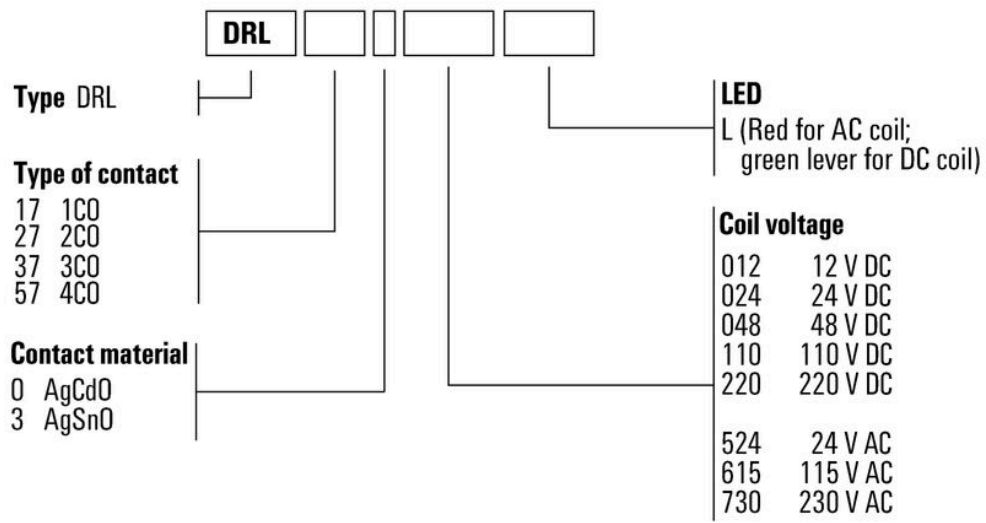 DRL
Type DRL
Type of contact
17 1CO
27 2CO
37 3CO
57 4CO
Contact material
0 AgCdO
3 AgSnO
LED
L (Red for AC coil;
green lever for DC coil)
Coil voltage
012 12 V DC
024 24 V DC
048 48 V DC
110 110 V DC
220 220 V DC
524 24 V AC
615 115 V AC
730 230 V AC